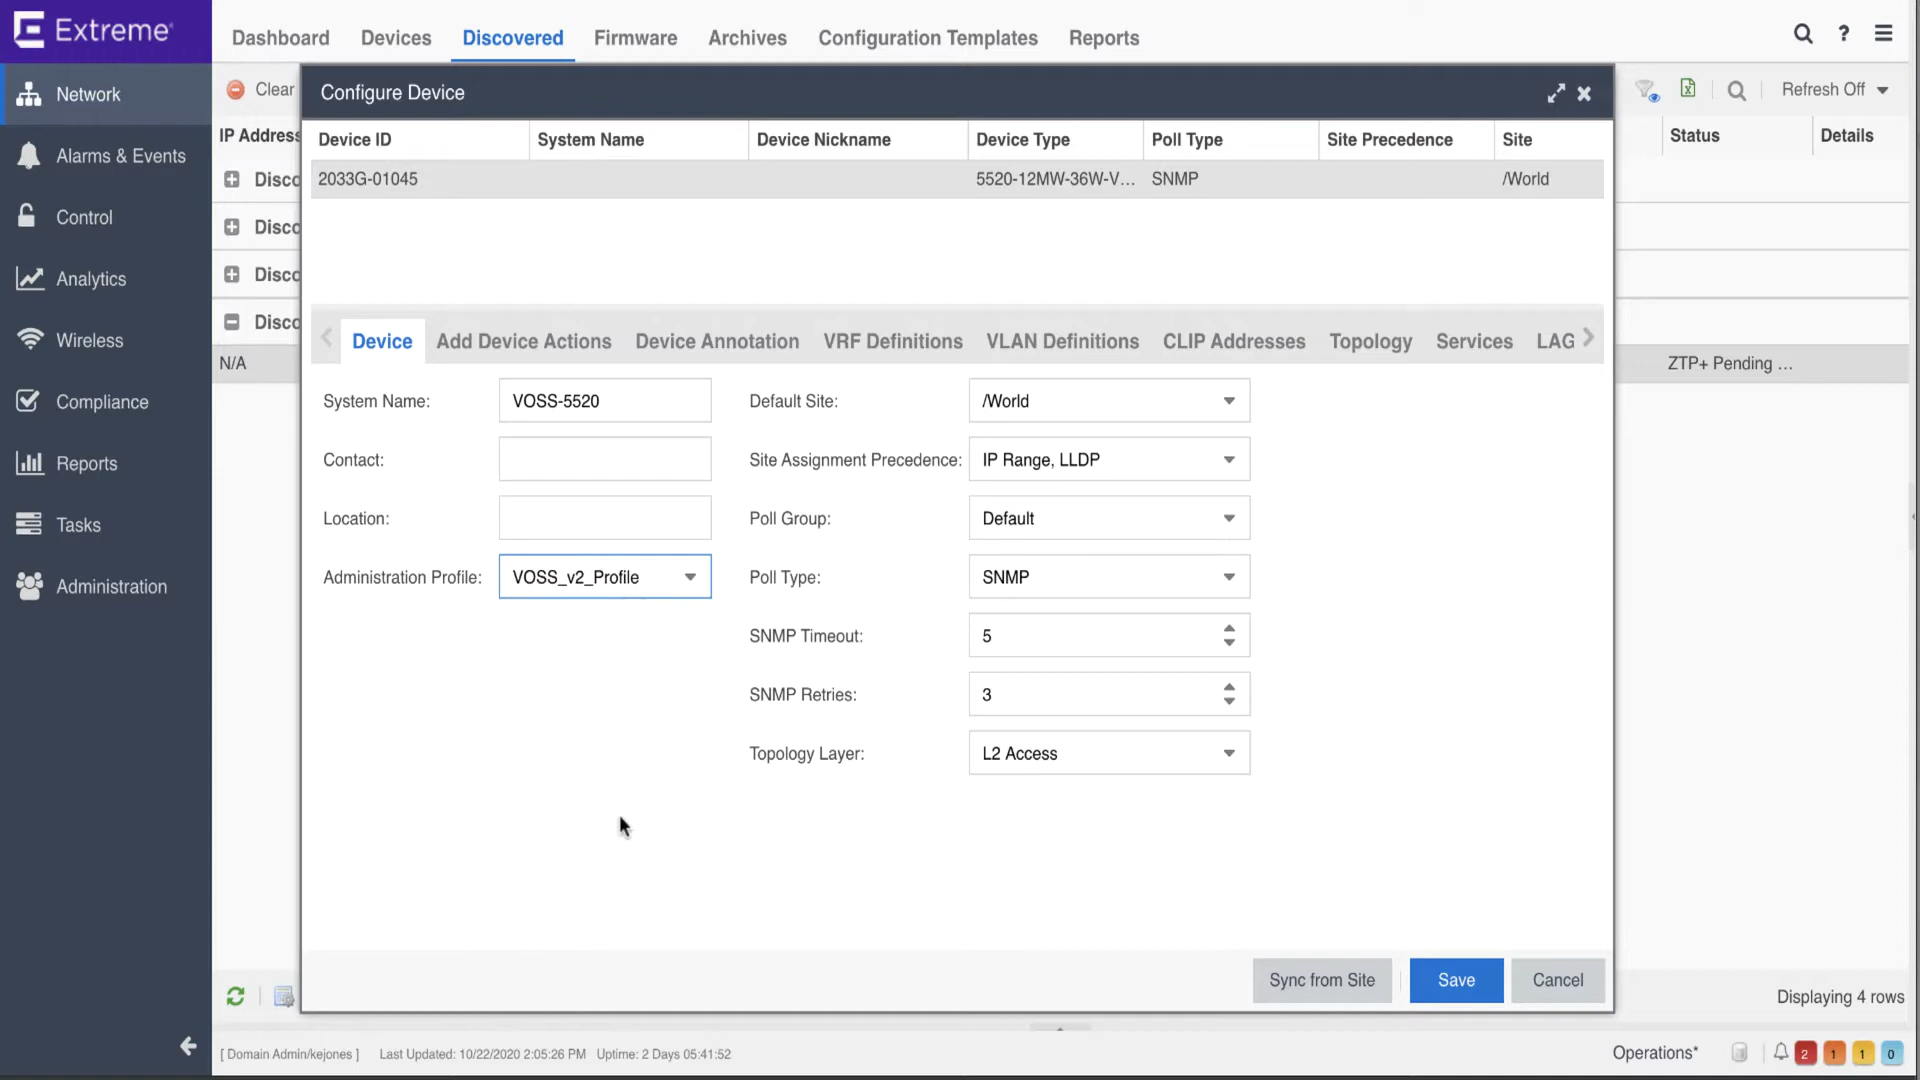 Extreme
Dashboard Devices Discovered Firmware Archives Configuration Templates Reports
Network
Alarms & Events
Control
Analytics
Wireless
Compliance
Reports
Tasks
Administration
Clear
Refresh Off
IP Address
Status Details
Disco
Disco
Disco
Disco
N/A
ZTP+ Pending ...
Configure Device
Device ID System Name Device Nickname Device Type Poll Type Site Precedence Site
2033G-01045 5520-12MW-36W-V... SNMP /World
Device Add Device Actions Device Annotation VRF Definitions VLAN Definitions CLIP Addresses Topology Services LAG
System Name: VOSS-5520 Default Site: /World
Contact: Site Assignment Precedence: IP Range, LLDP
Location: Poll Group: Default
Administration Profile: VOSS_v2_Profile Poll Type: SNMP
SNMP Timeout: 5
SNMP Retries: 3
Topology Layer: L2 Access
Sync from Site Save Cancel
Displaying 4 rows
[ Domain Admin/kejones ] Last Updated: 10/22/2020 2:05:26 PM Uptime: 2 Days 05:41:52
Operations* 2 1 1 0